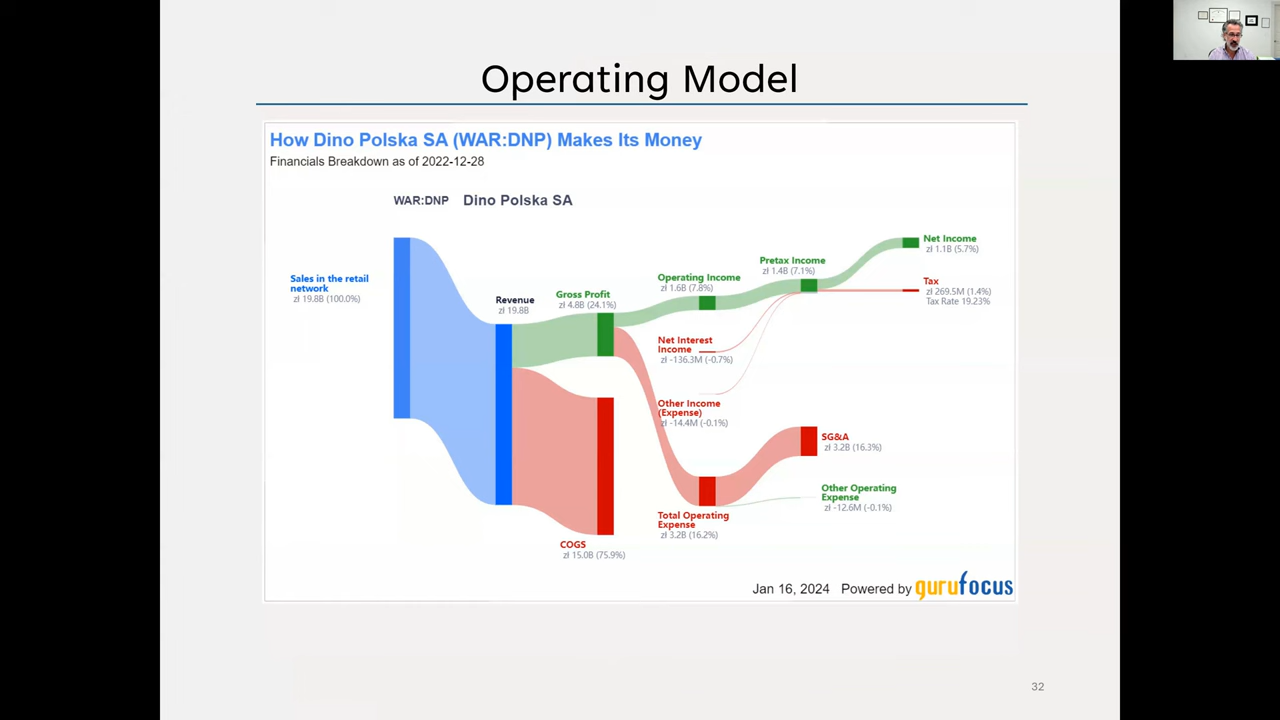 Operating Model
How Dino Polska SA (WAR:DNP) Makes Its Money
Financials Breakdown as of 2022-12-28
WAR:DNP Dino Polska SA
Sales in the retail
network
zł 19.8B (100.0%)
Revenue
zł 19.8B
Gross Profit
zł 4.8B (24.1%)
COGS
zł 15.0B (75.9%)
Operating Income
zł 1.6B (7.8%)
Net Interest
Income
zł -136.3M (-0.7%)
Other Income
(Expense)
zł -14.4M (-0.1%)
Total Operating
Expense
zł 3.2B (16.2%)
Pretax Income
zł 1.4B (7.1%)
SG&A
zł 3.2B (16.3%)
Other Operating
Expense
zł -12.6M (-0.1%)
Net Income
zł 1.1B (5.7%)
Tax
zł 269.5M (1.4%)
Tax Rate 19.23%
Jan 16, 2024 Powered by gurufocus
32